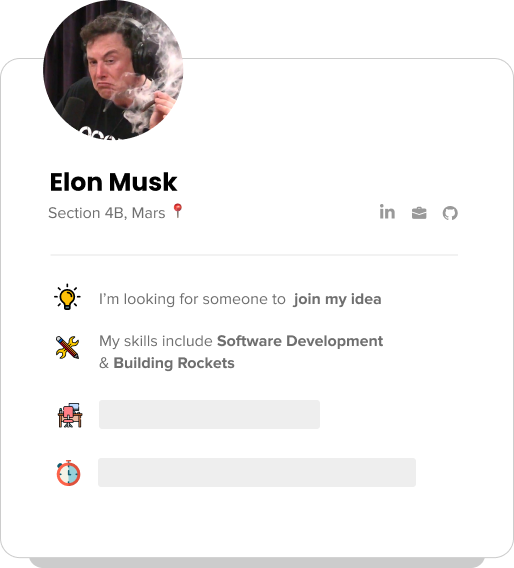 Elon Musk
Section 4B, Mars
in
I'm looking for someone to join my idea
My skills include Software Development
& Building Rockets